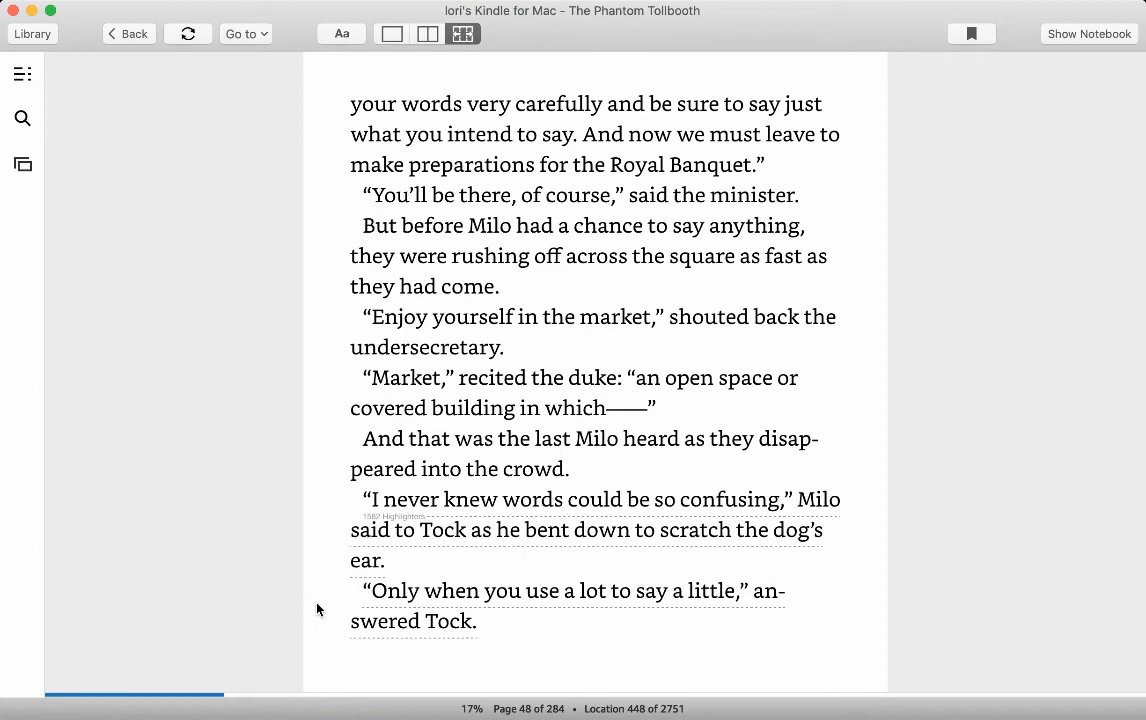 lori's Kindle for Mac - The Phantom Tollbooth
Library
Back
Go to
Aa
Show Notebook
your words very carefully and be sure to say just
what you intend to say. And now we must leave to
make preparations for the Royal Banquet.”
“You’ll be there, of course,” said the minister.
But before Milo had a chance to say anything,
they were rushing off across the square as fast as
they had come.
“Enjoy yourself in the market,” shouted back the
undersecretary.
“Market,” recited the duke: “an open space or
covered building in which——”
And that was the last Milo heard as they disap-
peared into the crowd.
“I never knew words could be so confusing,” Milo
1582 Highlighters
said to Tock as he bent down to scratch the dog’s
ear.
“Only when you use a lot to say a little,” an-
swered Tock.
17% Page 48 of 284 • Location 448 of 2751